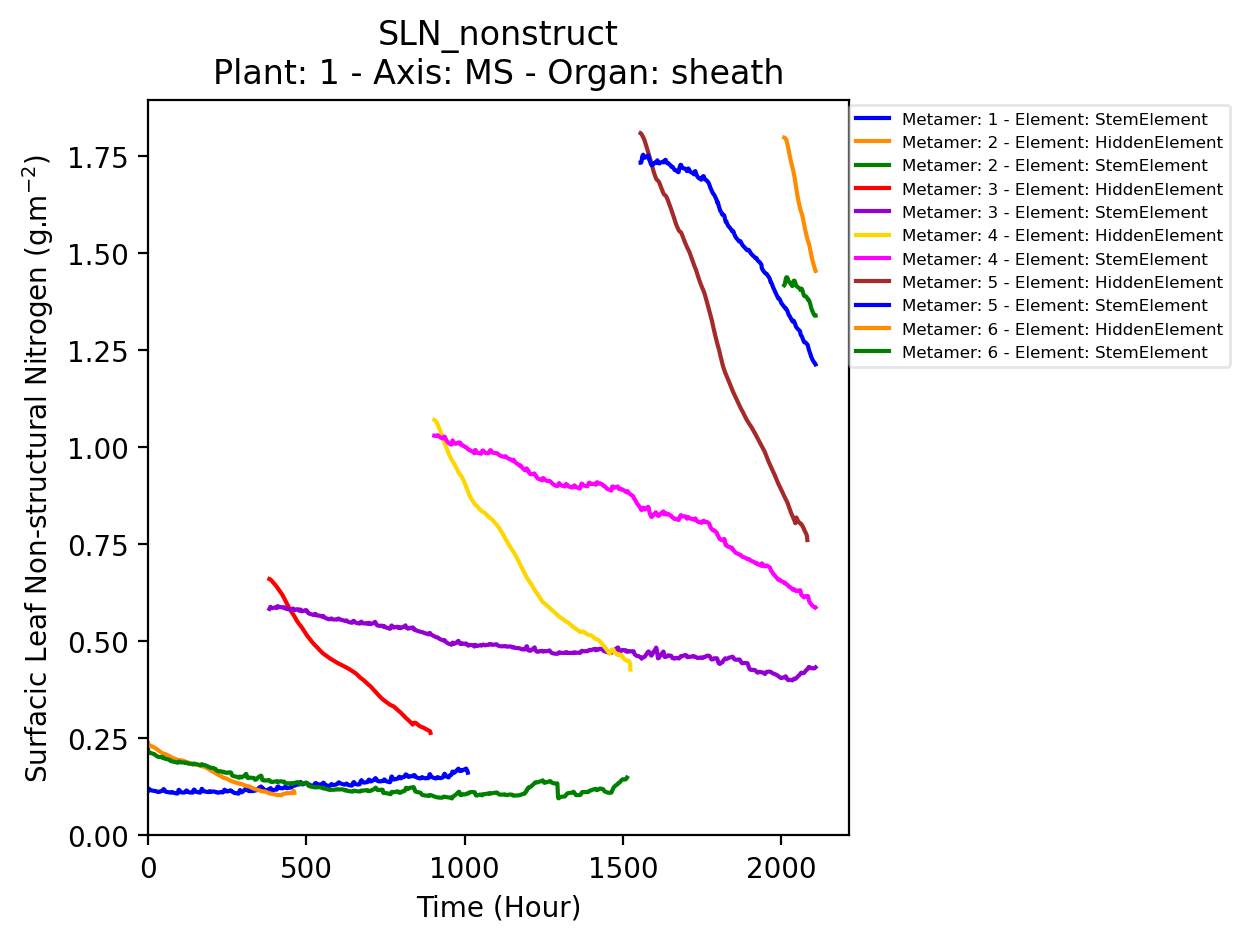 SLN_nonstruct
Plant: 1 - Axis: MS - Organ: sheath
Surfacic Leaf Non-structural Nitrogen (g.m⁻²)
1.75
1.50
1.25
1.00
0.75
0.50
0.25
0.00
0
500
1000
1500
2000
Time (Hour)
Metamer: 1 - Element: StemElement
Metamer: 2 - Element: HiddenElement
Metamer: 2 - Element: StemElement
Metamer: 3 - Element: HiddenElement
Metamer: 3 - Element: StemElement
Metamer: 4 - Element: HiddenElement
Metamer: 4 - Element: StemElement
Metamer: 5 - Element: HiddenElement
Metamer: 5 - Element: StemElement
Metamer: 6 - Element: HiddenElement
Metamer: 6 - Element: StemElement